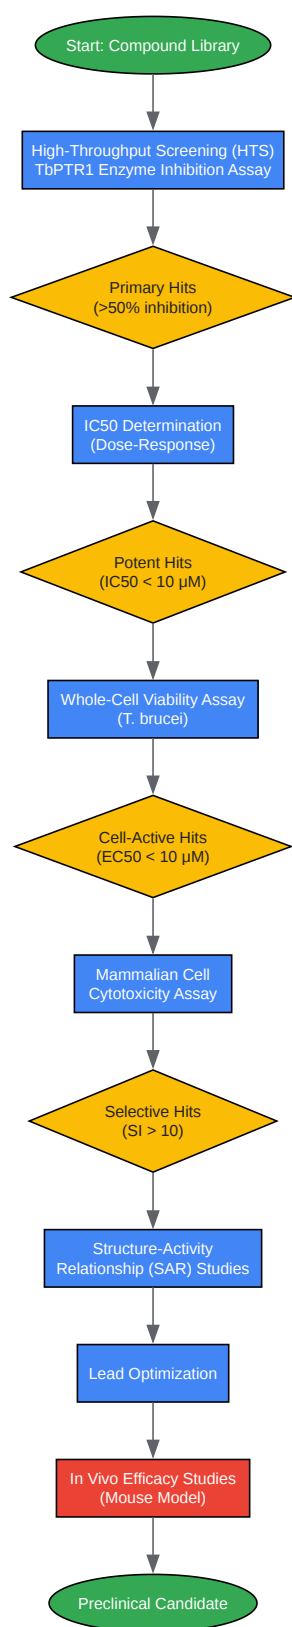 Start: Compound Library
High-Throughput Screening (HTS)
TbPTR1 Enzyme Inhibition Assay
Primary Hits
(>50% inhibition)
IC50 Determination
(Dose-Response)
Potent Hits
(IC50 < 10 μM)
Whole-Cell Viability Assay
(T. brucei)
Cell-Active Hits
(EC50 < 10 μM)
Mammalian Cell
Cytotoxicity Assay
Selective Hits
(SI > 10)
Structure-Activity
Relationship (SAR) Studies
Lead Optimization
In Vivo Efficacy Studies
(Mouse Model)
Preclinical Candidate